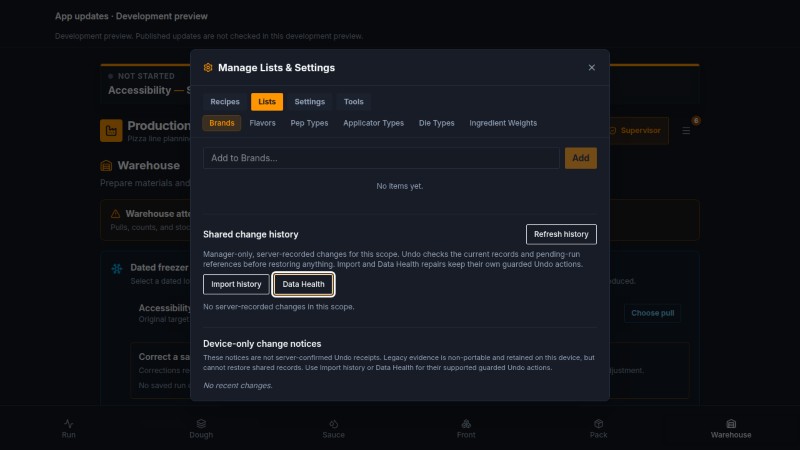 App updates · Development preview
Development preview. Published updates are not checked in this development preview.
NOT STARTED
Accessibility — S
Manage Lists & Settings
Recipes Lists Settings Tools
Brands Flavors Pep Types Applicator Types Die Types Ingredient Weights
Production
Pizza line planning
Supervisor
6
Add to Brands... Add
No items yet.
Warehouse
Prepare materials and
Warehouse atte
Pulls, counts, and stoc
Shared change history
Refresh history
Manager-only, server-recorded changes for this scope. Undo checks the current records and pending-run
references before restoring anything. Import and Data Health repairs keep their own guarded Undo actions.
Import history Data Health
No server-recorded changes in this scope.
Dated freezer
Select a dated lo
duced.
Accessibility
Original target
Choose pull
Device-only change notices
These notices are not server-confirmed Undo receipts. Legacy evidence is non-portable and retained on this device, but
cannot restore shared records. Use Import history or Data Health for their supported guarded Undo actions.
No recent changes.
Correct a sa
Corrections re
justment.
No saved run
Run Dough Sauce Front Pack Warehouse